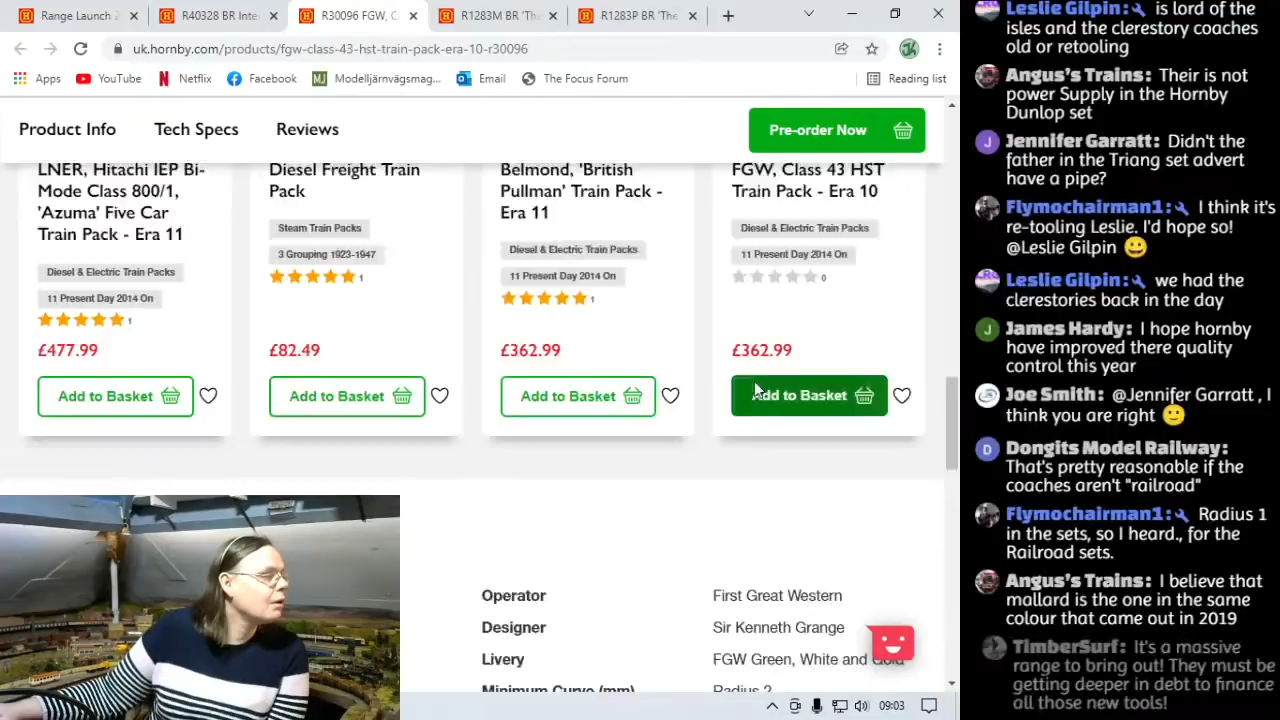 Range Launch 2
R40328 BR Inte
R30096 FGW, C
R1283M BR 'The
R1283P BR 'The
uk.hornby.com/products/fgw-class-43-hst-train-pack-era-10-r30096
Apps
YouTube
Netflix
Facebook
Modelljärnvägsmag...
Email
The Focus Forum
Reading list
Product Info
Tech Specs
Reviews
Pre-order Now
LNER, Hitachi IEP Bi-
Mode Class 800/1,
'Azuma' Five Car
Train Pack - Era 11
Diesel & Electric Train Packs
11 Present Day 2014 On
1
£477.99
Add to Basket
Diesel Freight Train
Pack
Steam Train Packs
3 Grouping 1923-1947
1
£82.49
Add to Basket
Belmond, 'British
Pullman' Train Pack -
Era 11
Diesel & Electric Train Packs
11 Present Day 2014 On
1
£362.99
Add to Basket
FGW, Class 43 HST
Train Pack - Era 10
Diesel & Electric Train Packs
11 Present Day 2014 On
0
£362.99
Add to Basket
Operator First Great Western
Designer Sir Kenneth Grange
Livery FGW Green, White and Gold
Minimum Curve (mm) Radius 2
09:03
Leslie Gilpin: is lord of the
isles and the clerestory coaches
old or retooling
Angus's Trains: Their is not
power Supply in the Hornby
Dunlop set
J
Jennifer Garratt: Didn't the
father in the Triang set advert
have a pipe?
Flymochairman1: I think it's
re-tooling Leslie. I'd hope so!
@Leslie Gilpin
Leslie Gilpin: we had the
clerestories back in the day
J
James Hardy: I hope hornby
have improved there quality
control this year
Joe Smith: @Jennifer Garratt , I
think you are right
D
Dongits Model Railway:
That's pretty reasonable if the
coaches aren't "railroad"
Flymochairman1: Radius 1
in the sets, so I heard., for the
Railroad sets.
Angus's Trains: I believe that
mallard is the one in the same
colour that came out in 2019
TimberSurf: It's a massive
range to bring out! They must be
getting deeper in debt to finance
all those new tools!